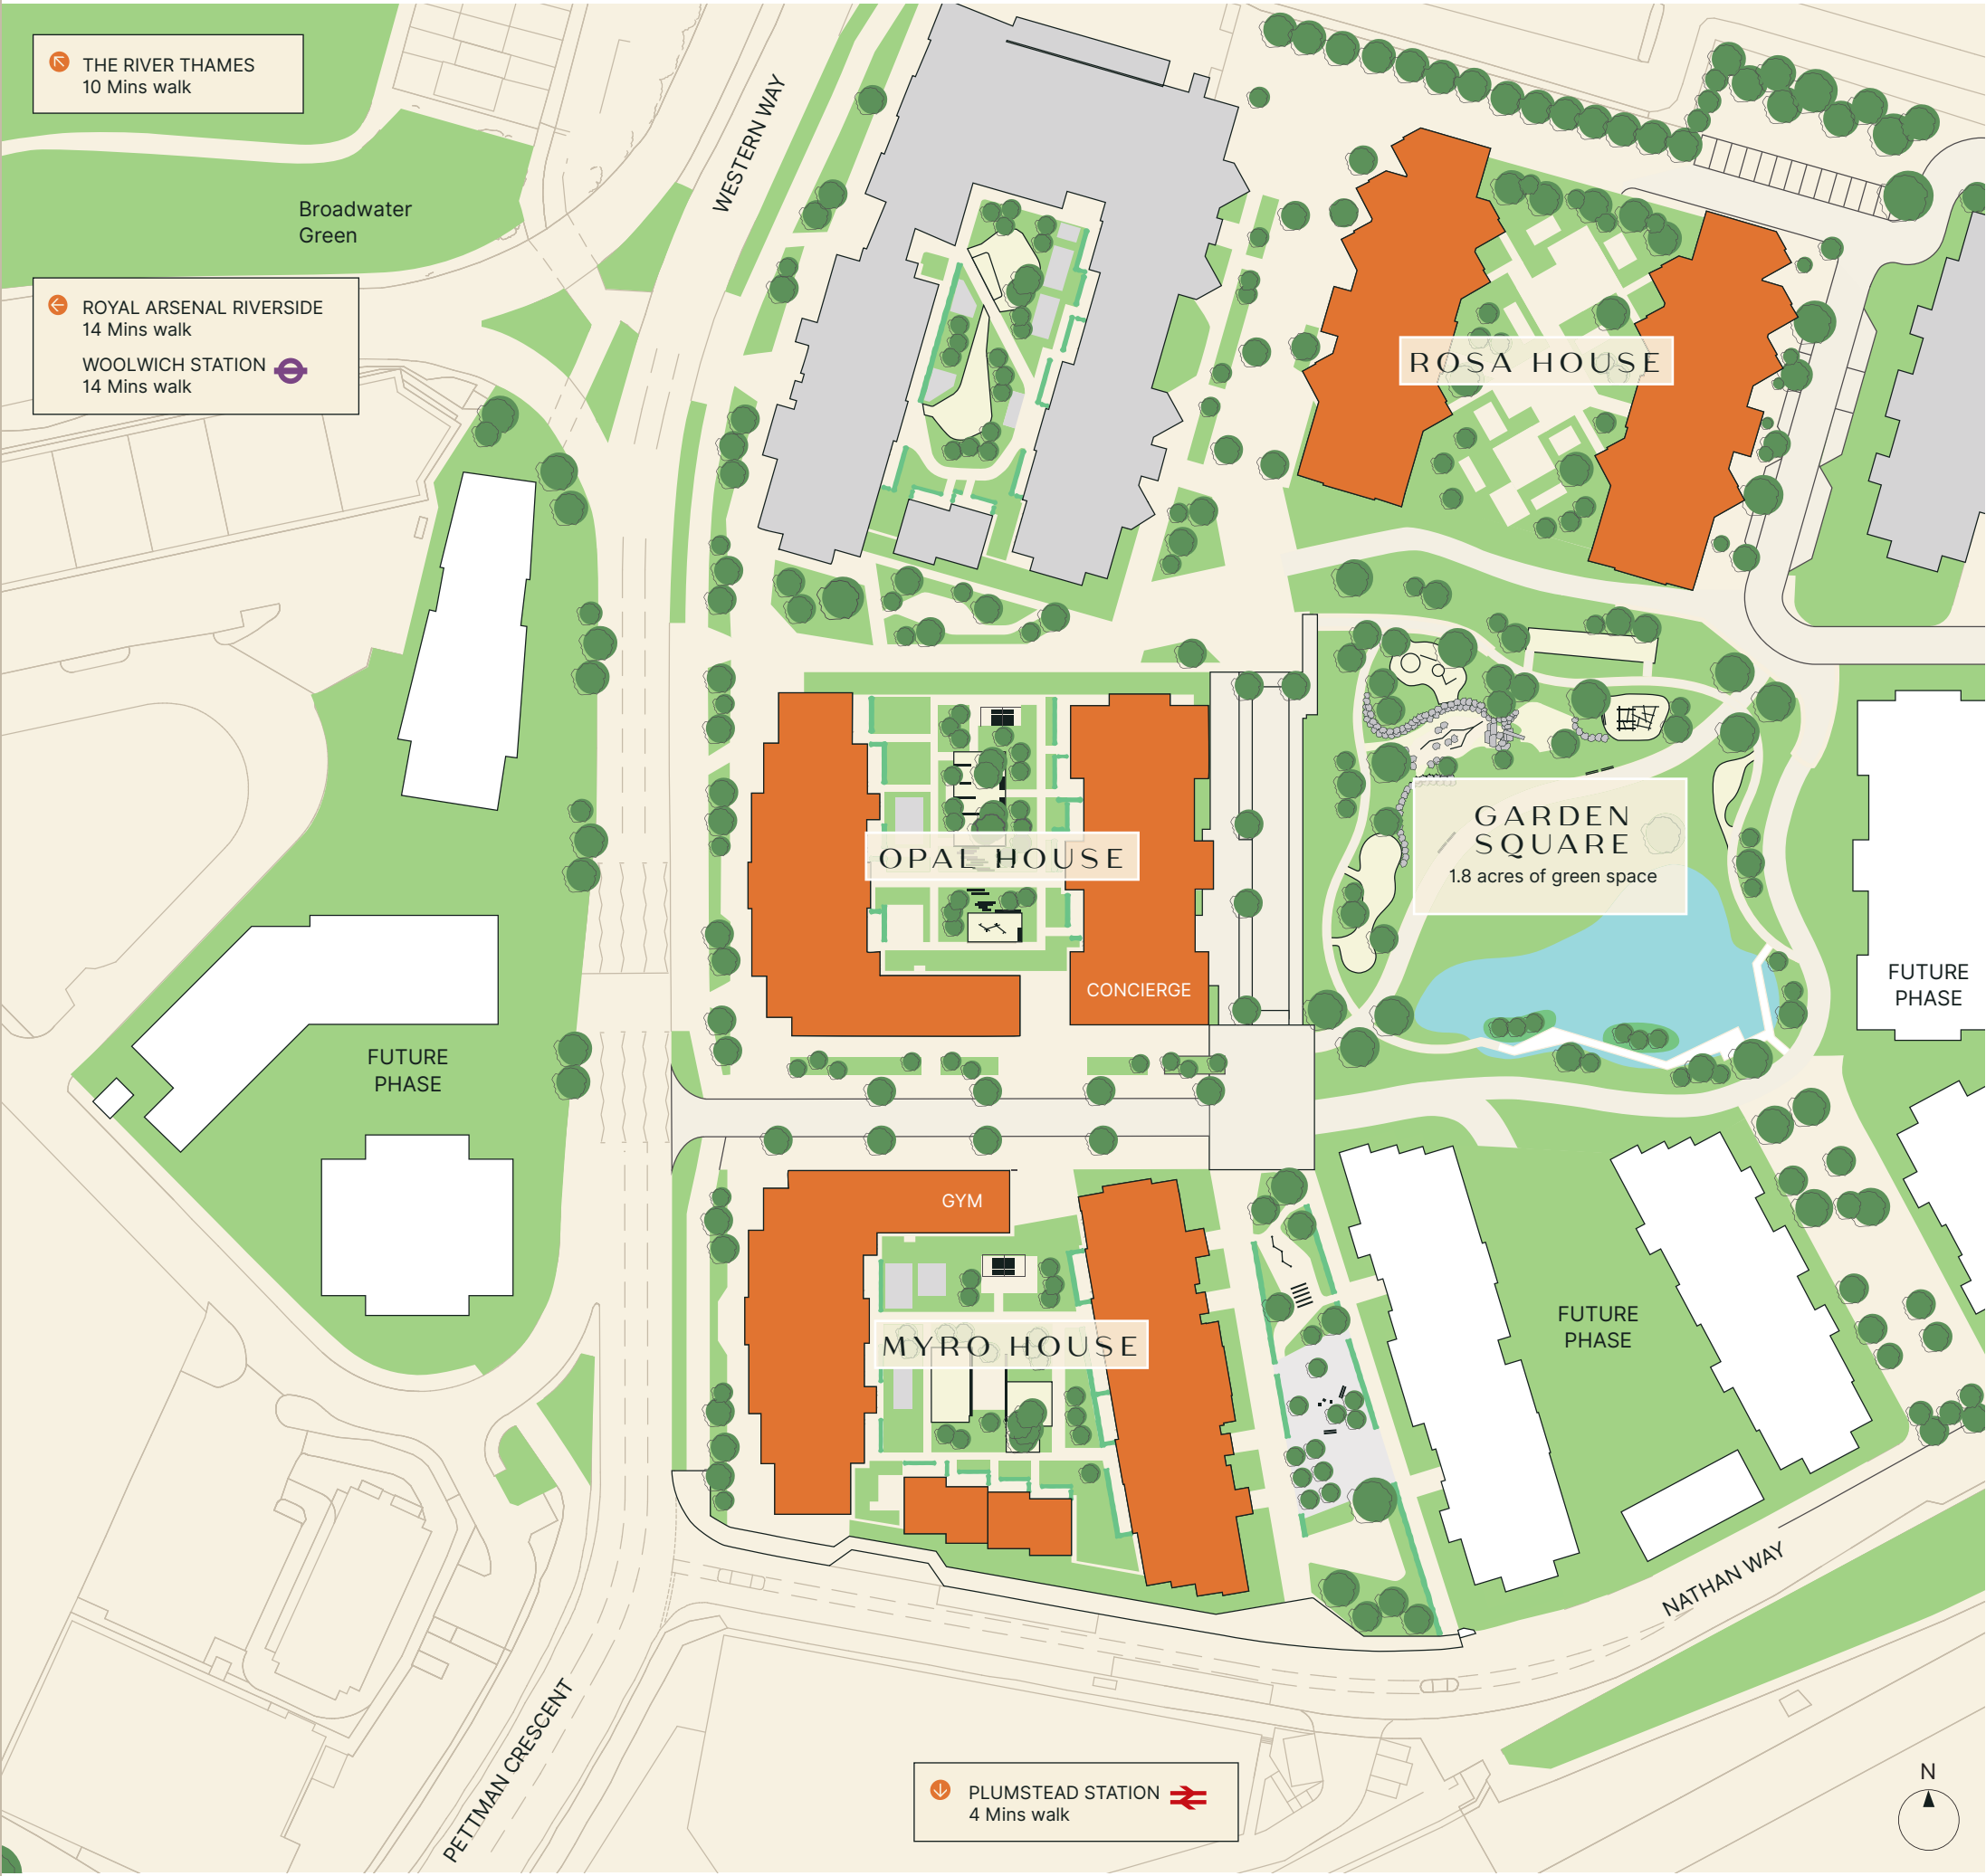 THE RIVER THAMES
10 Mins walk
WESTERN WAY
Broadwater
Green
ROYAL ARSENAL RIVERSIDE
14 Mins walk
WOOLWICH STATION
14 Mins walk
ROSA HOUSE
GARDEN
SQUARE
1.8 acres of green space
OPAL HOUSE
CONCIERGE
FUTURE
PHASE
FUTURE
PHASE
GYM
MYRO HOUSE
FUTURE
PHASE
NATHAN WAY
PETTMAN CRESCENT
PLUMSTEAD STATION
4 Mins walk
N